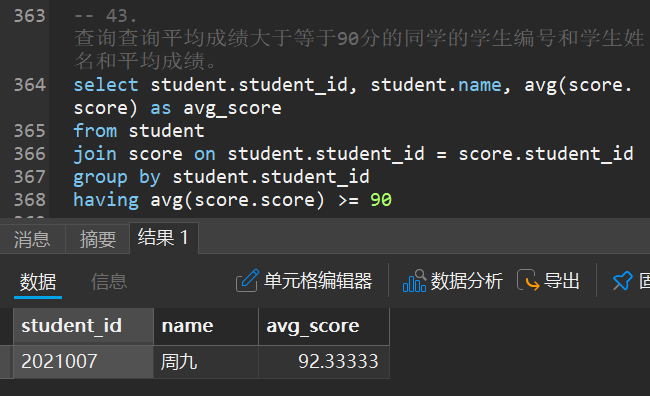 363 -- 43.
查询查询平均成绩大于等于90分的同学的学生编号和学生姓
名和平均成绩。
364 select student.student_id, student.name, avg(score.
score) as avg_score
365 from student
366 join score on student.student_id = score.student_id
367 group by student.student_id
368 having avg(score.score) >= 90
消息 摘要 结果 1
数据 信息 单元格编辑器 数据分析 导出
student_id name avg_score
2021007 周九 92.33333